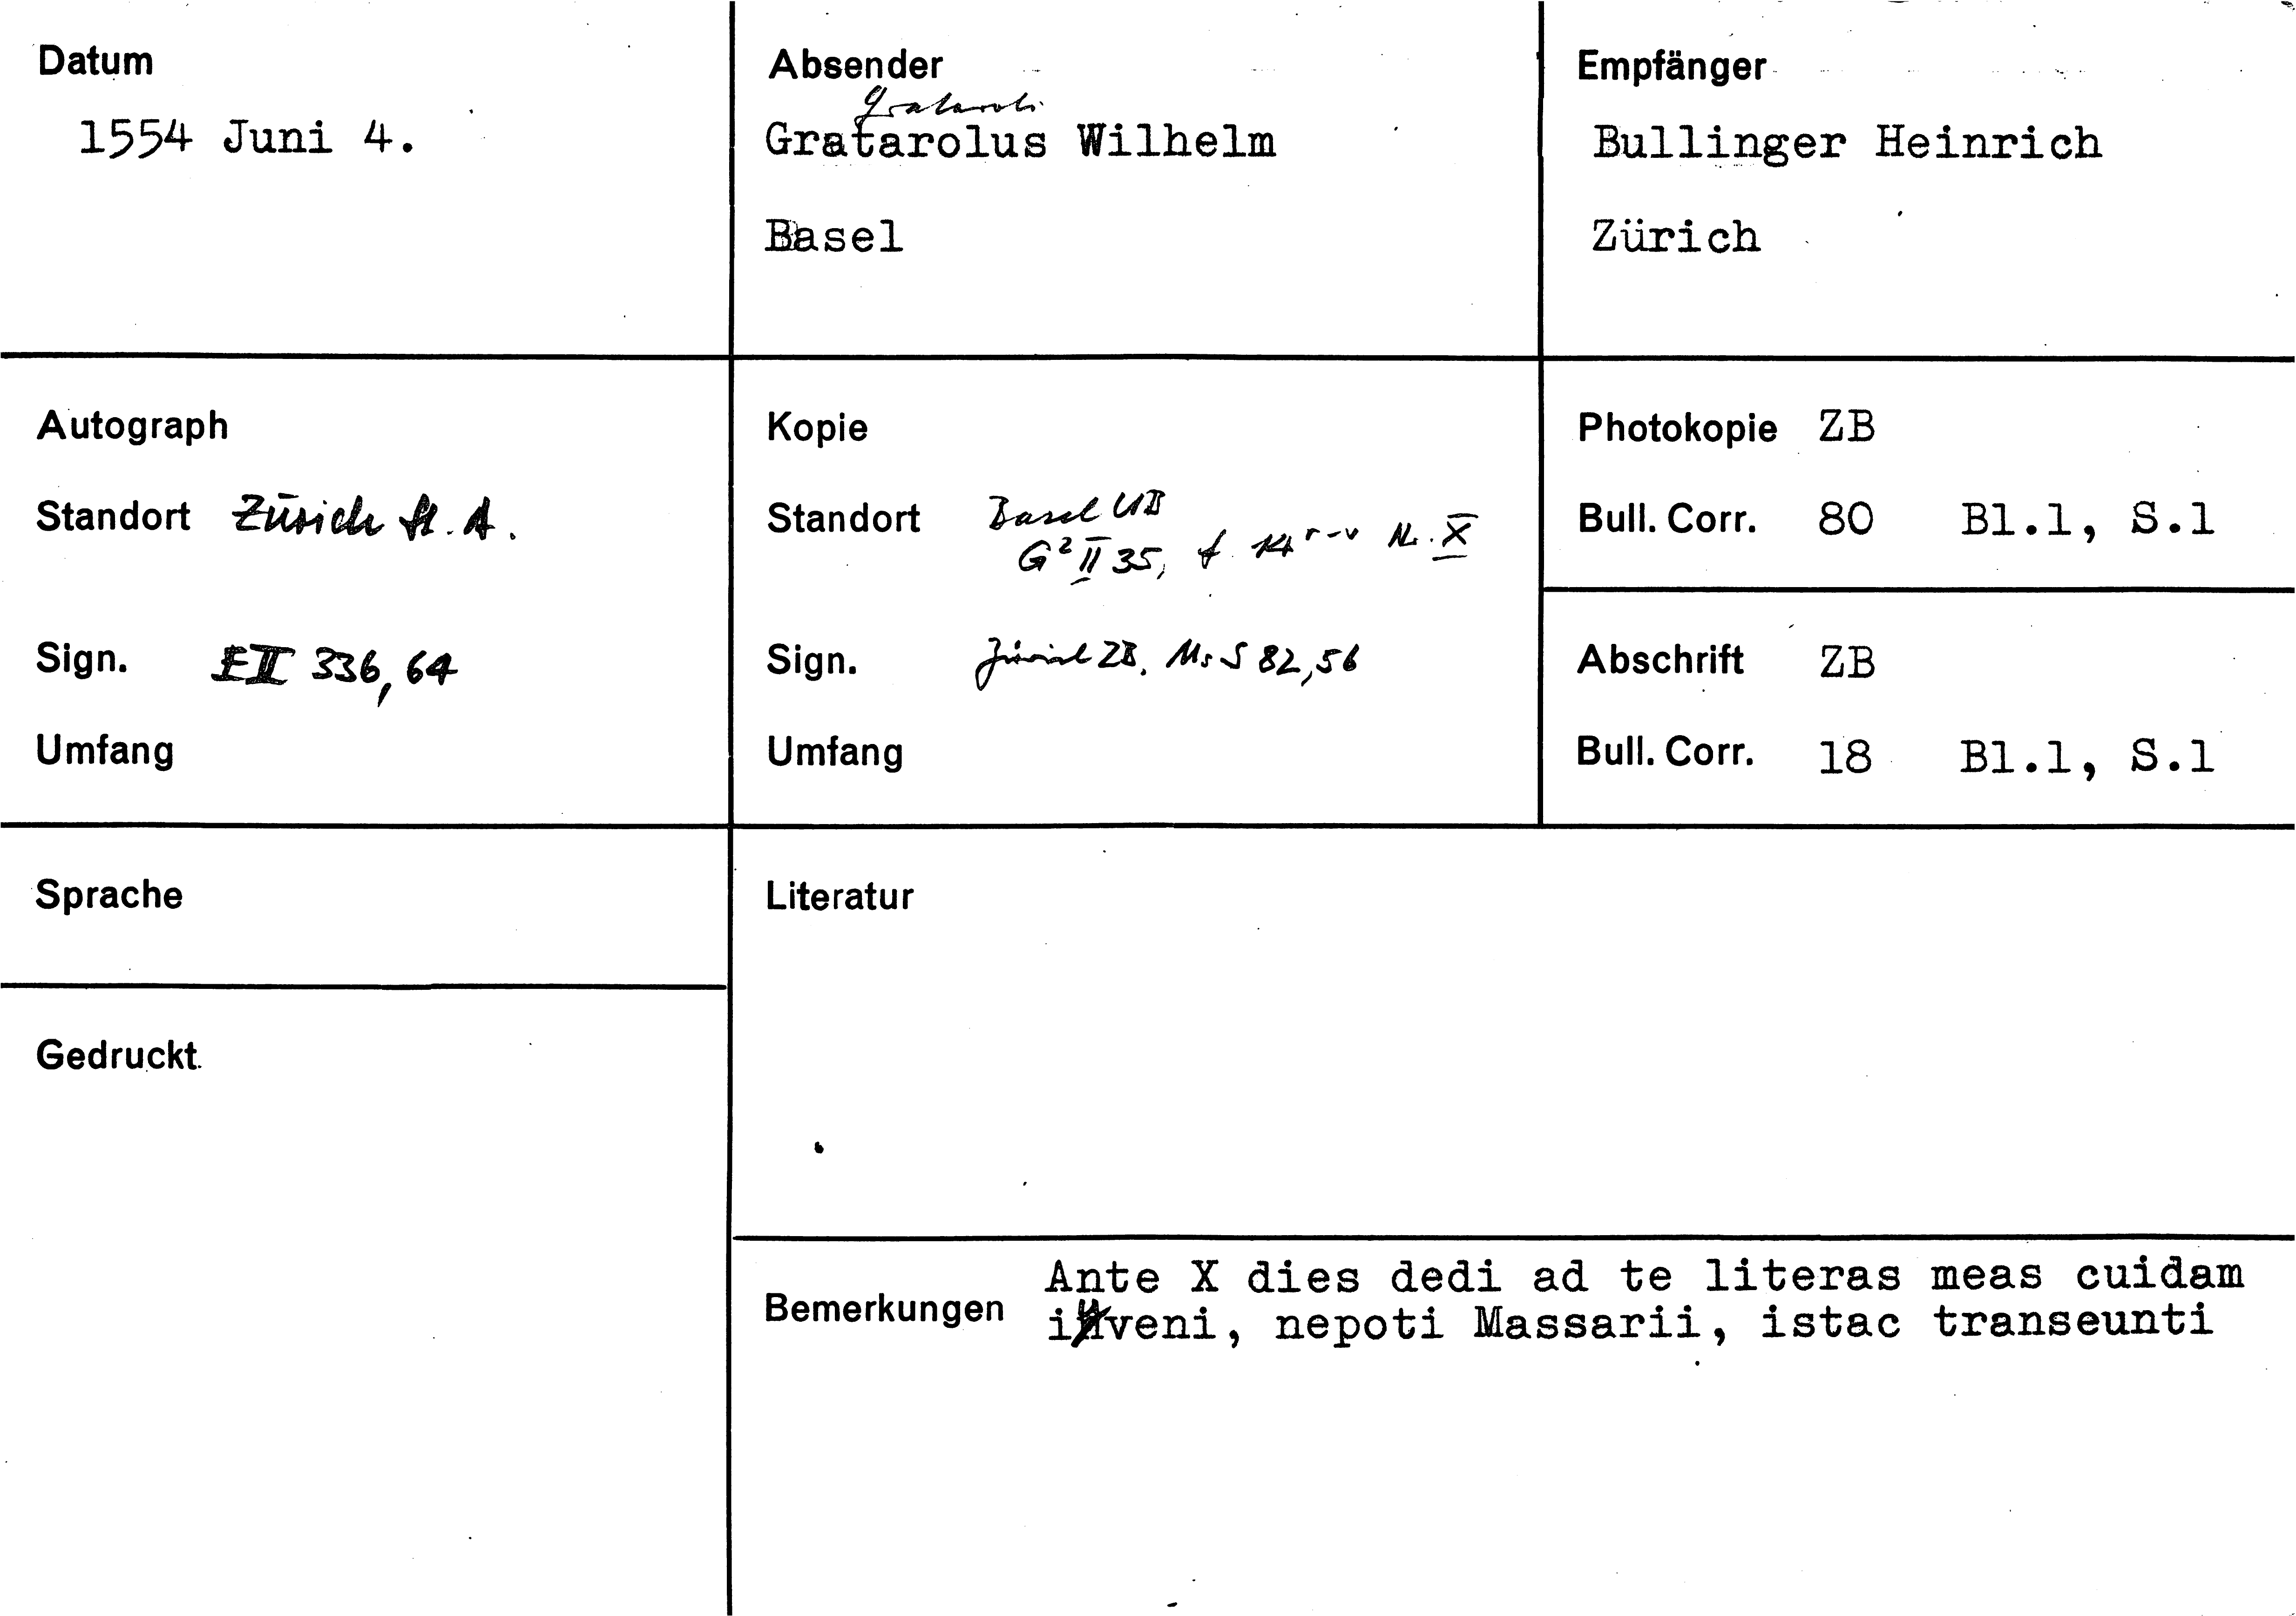 Datum
1554 Juni 4.
Absender
Grataroli
Gratarolus Wilhelm
Basel
Empfänger
Bullinger Heinrich
Zürich
Autograph
Standort Zürich St. A.
Sign. E II 336, 64
Umfang
Kopie
Standort Basel UB
G² II 35, f. 14 r-v Nr. X
Sign. Zürich ZB. Ms S 82, 56
Umfang
Photokopie ZB
Bull. Corr. 80 Bl.1, S.1
Abschrift ZB
Bull. Corr. 18 Bl.1, S.1
Sprache
Literatur
Gedruckt
Bemerkungen
Ante X dies dedi ad te literas meas cuidam
iuveni, nepoti Massarii, istac transeunti